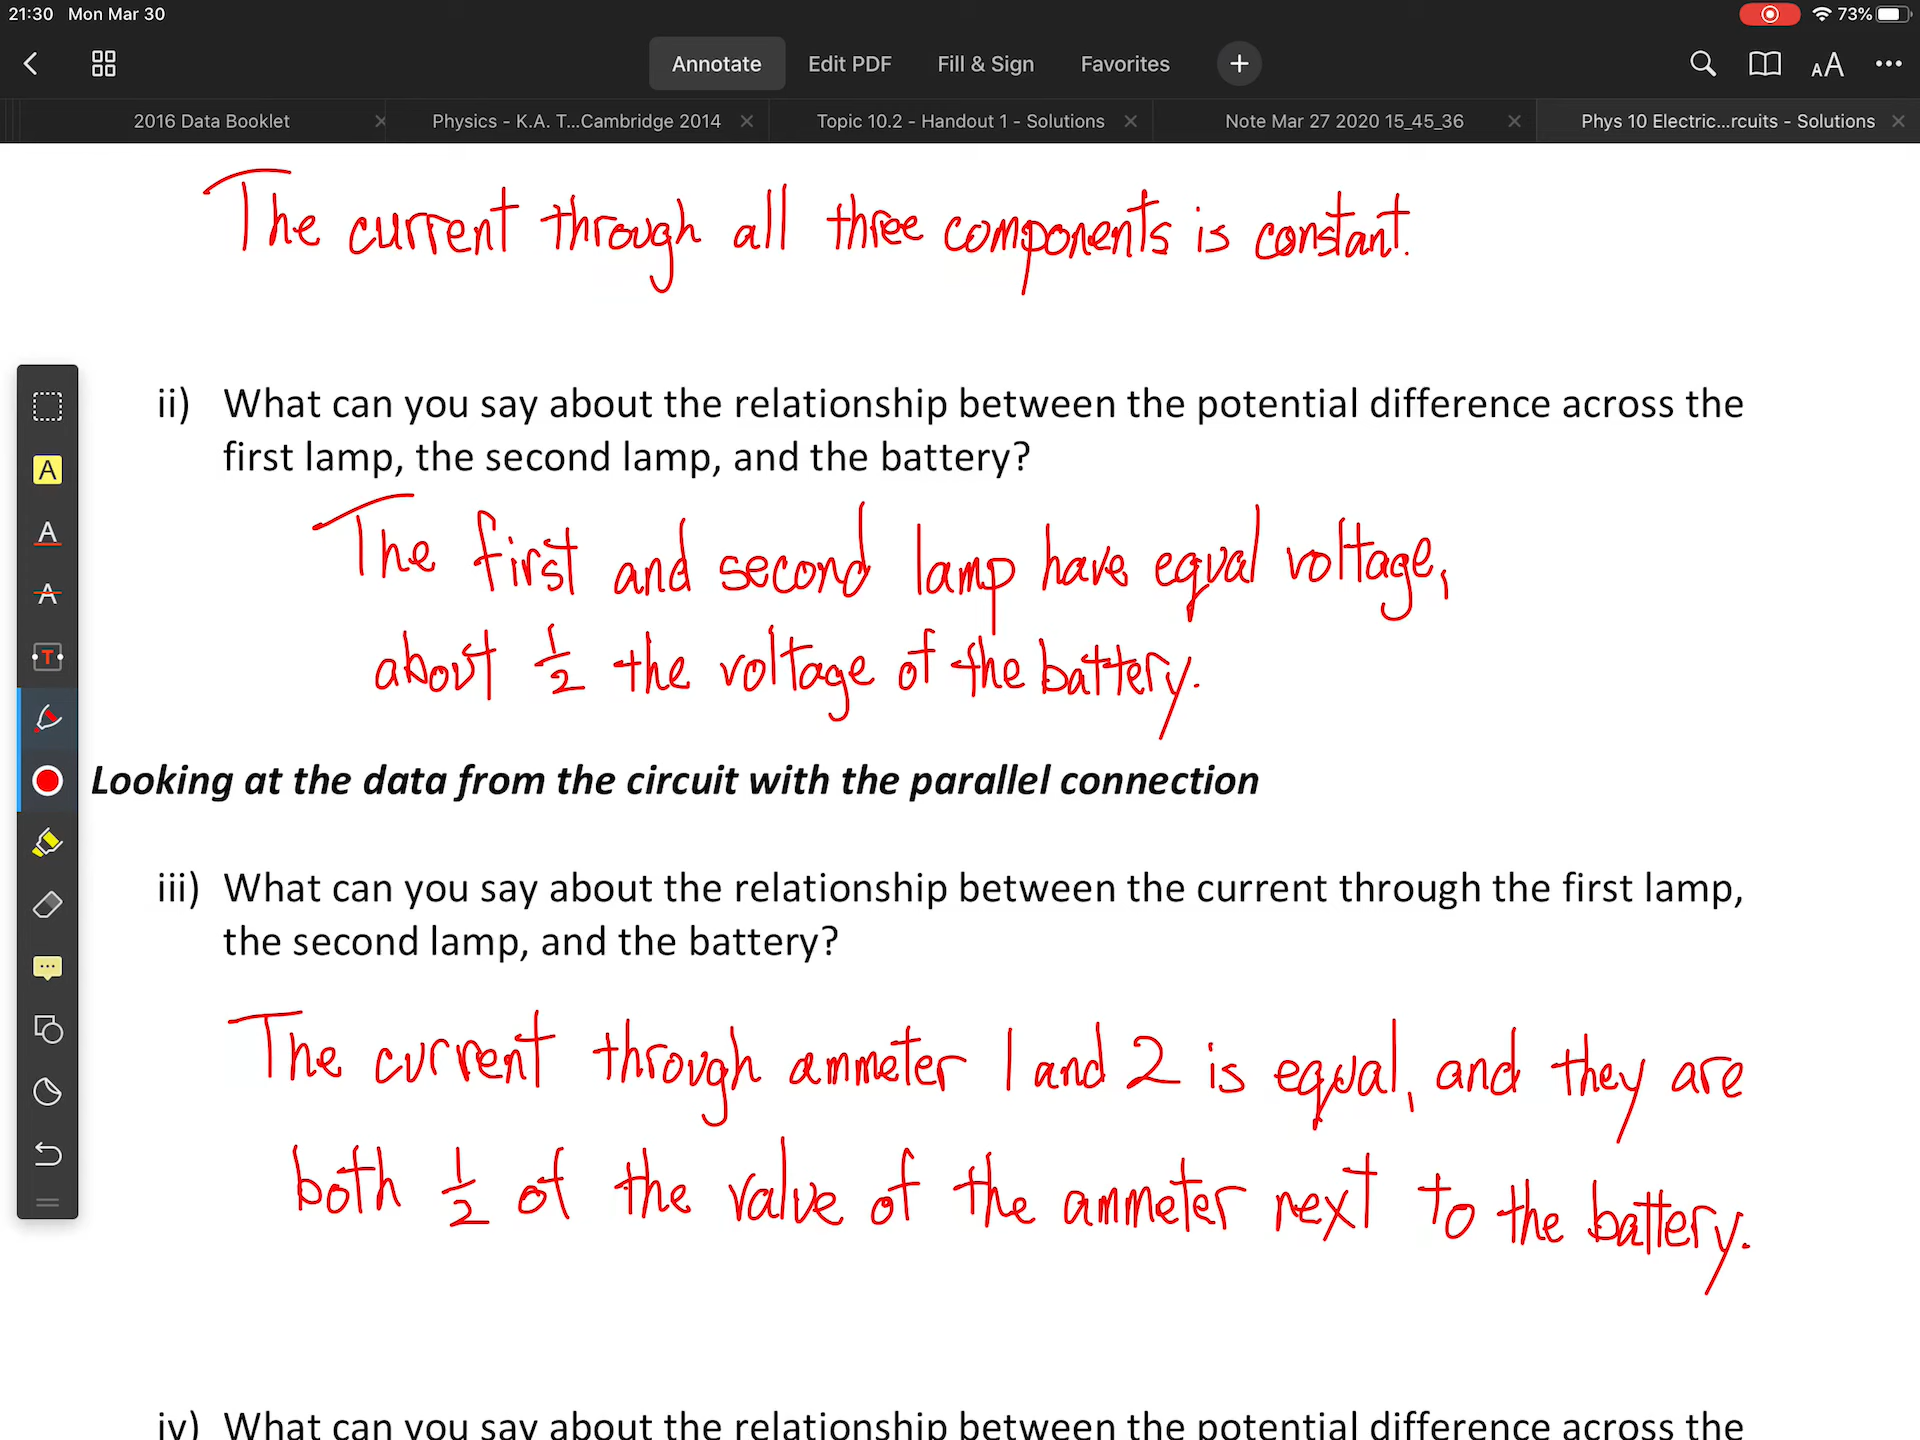 21:30 Mon Mar 30
73%
Annotate Edit PDF Fill & Sign Favorites
AA
2016 Data Booklet
Physics - K.A. T...Cambridge 2014
Topic 10.2 - Handout 1 - Solutions
Note Mar 27 2020 15_45_36
Phys 10 Electric...rcuits - Solutions
The current through all three components is constant.
ii) What can you say about the relationship between the potential difference across the
first lamp, the second lamp, and the battery?
The first and second lamp have equal voltage,
about 1/2 the voltage of the battery.
Looking at the data from the circuit with the parallel connection
iii) What can you say about the relationship between the current through the first lamp,
the second lamp, and the battery?
The current through ammeter 1 and 2 is equal, and they are
both 1/2 of the value of the ammeter next to the battery.
iv) What can you say about the relationship between the potential difference across the
A
A
A
T